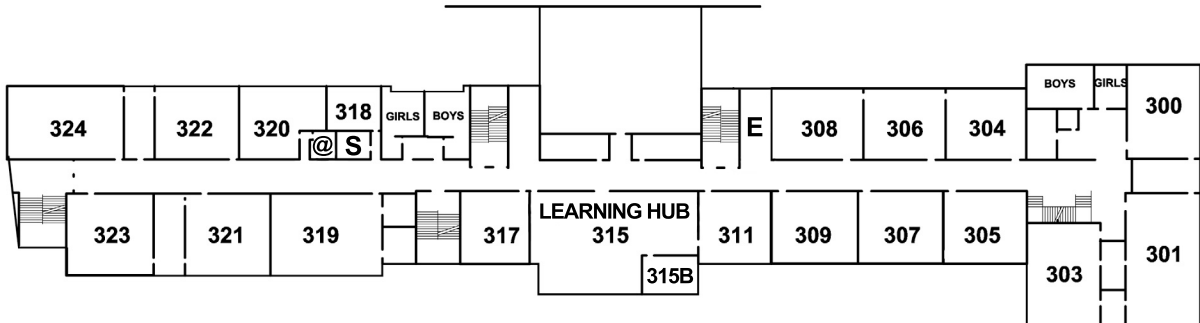 BOYS
GIRLS
300
324
322
320
318
GIRLS
BOYS
E
308
306
304
@
S
LEARNING HUB
323
321
319
317
315
311
309
307
305
301
315B
303